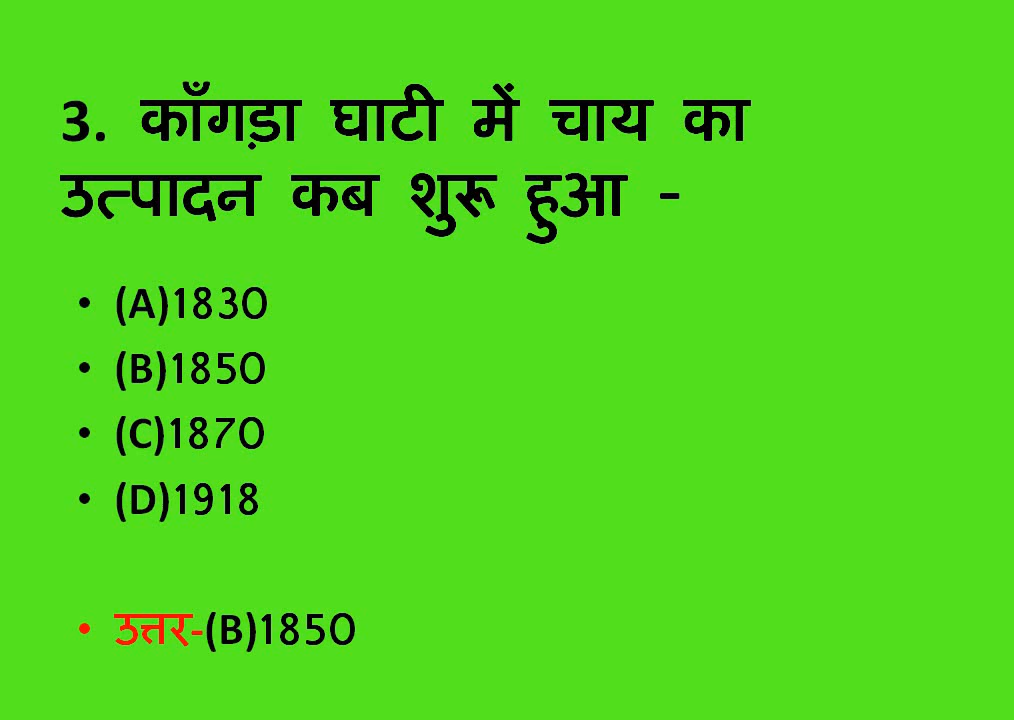 3. काँगड़ा घाटी में चाय का
उत्पादन कब शुरू हुआ -
• (A)1830
• (B)1850
• (C)1870
• (D)1918
• उत्तर-(B)1850